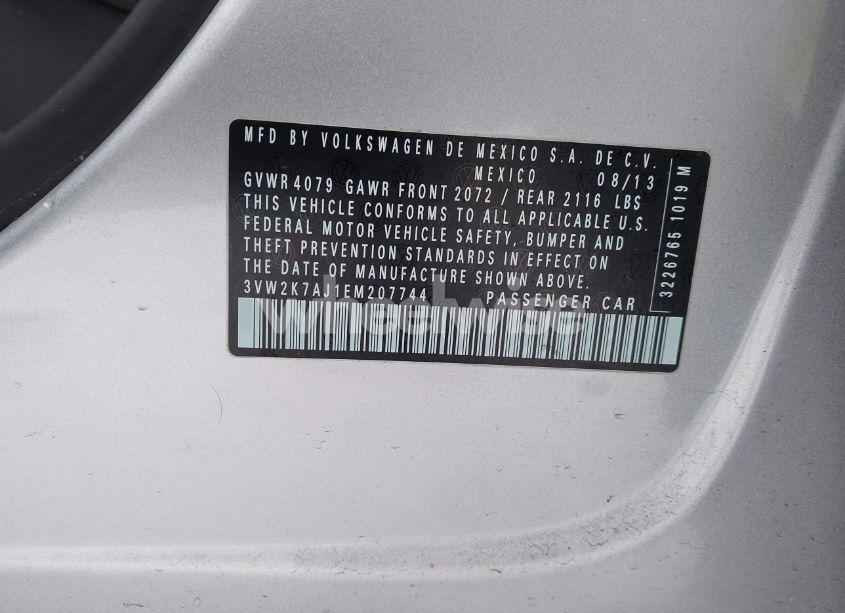 MFD BY VOLKSWAGEN DE MEXICO S.A. DE C.V.
MEXICO 08/13
GVWR 4079 GAWR FRONT 2072 / REAR 2116 LBS
THIS VEHICLE CONFORMS TO ALL APPLICABLE U.S.
FEDERAL MOTOR VEHICLE SAFETY, BUMPER AND
THEFT PREVENTION STANDARDS IN EFFECT ON
THE DATE OF MANUFACTURE SHOWN ABOVE.
3VW2K7AJ1EM207744 PASSENGER CAR
3226765 1019 M
wheelwise